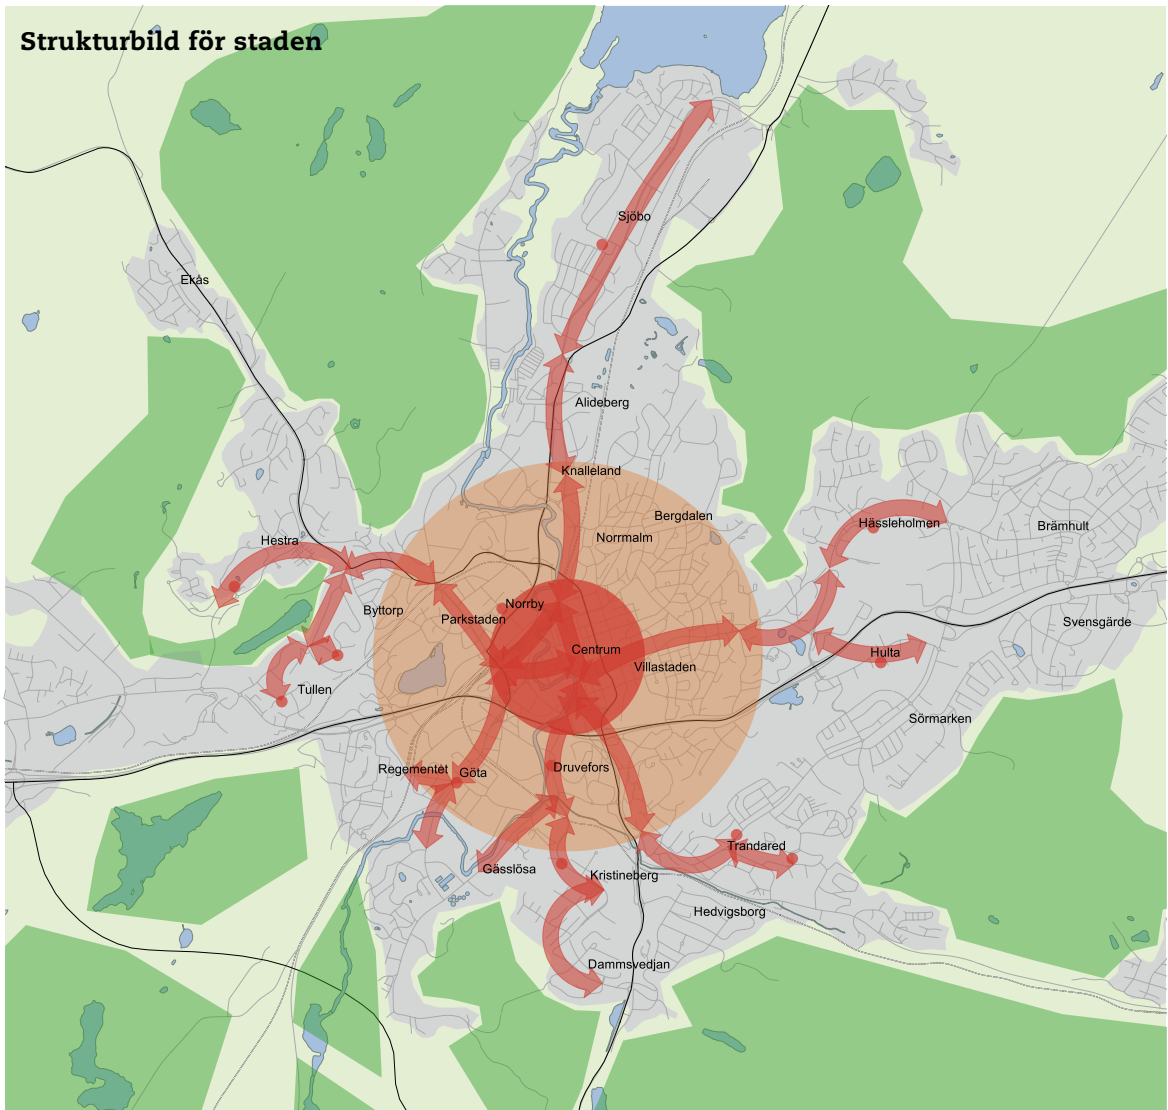 Strukturbild för staden
Sjöbo
Ekås
Alideberg
Knalleland
Bergdalen
Hässleholmen
Brämhult
Norrmalm
Hestra
Norrby
Byttorp
Parkstaden
Svensgärde
Centrum
Hulta
Villastaden
Tullen
Sörmarken
Regementet
Göta
Druvefors
Trandared
Gässlösa
Kristineberg
Hedvigsborg
Dammsvedjan